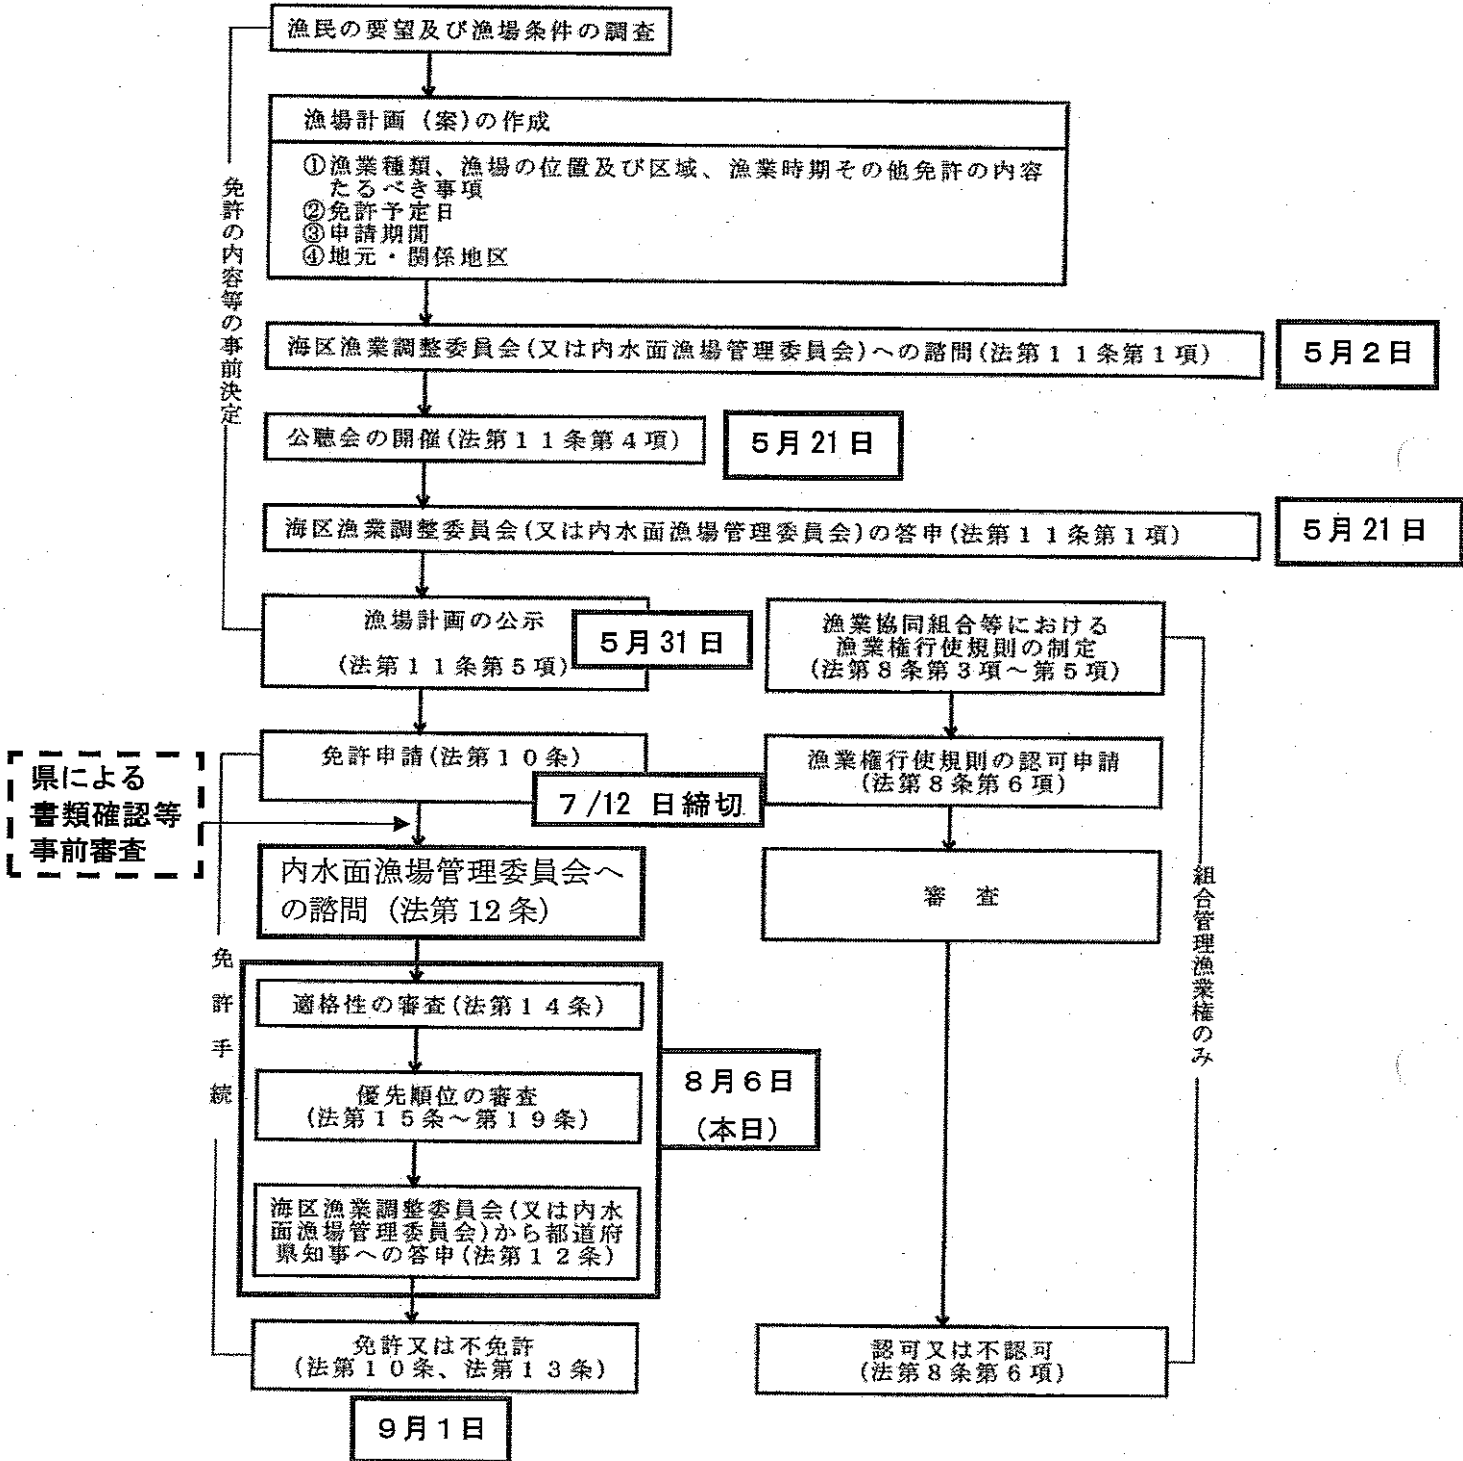 漁民の要望及び漁場条件の調査
漁場計画（案）の作成
①漁業種類、漁場の位置及び区域、漁業時期その他免許の内容
たるべき事項
②免許予定日
③申請期間
④地元・関係地区
免許の内容等の事前決定
海区漁業調整委員会(又は内水面漁場管理委員会)への諮問(法第１１条第１項)
５月２日
公聴会の開催(法第１１条第４項)
５月21日
海区漁業調整委員会(又は内水面漁場管理委員会)の答申(法第１１条第１項)
５月21日
漁場計画の公示
(法第１１条第５項)
５月31日
漁業協同組合等における
漁業権行使規則の制定
(法第８条第３項～第５項)
免許申請(法第１０条)
７/12 日締切
漁業権行使規則の認可申請
(法第８条第６項)
県による
書類確認等
事前審査
内水面漁場管理委員会へ
の諮問（法第12条）
審　査
組合管理漁業権のみ
免許手続
適格性の審査(法第１４条)
優先順位の審査
(法第１５条～第１９条)
８月６日
（本日）
海区漁業調整委員会(又は内水
面漁場管理委員会)から都道府
県知事への答申(法第１２条)
免許又は不免許
(法第１０条、法第１３条)
認可又は不認可
(法第８条第６項)
９月１日